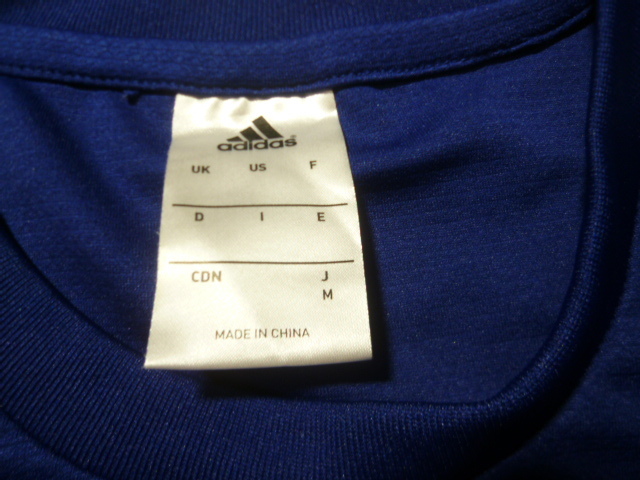 adidas
UK US F
D I E
CDN J
M
MADE IN CHINA